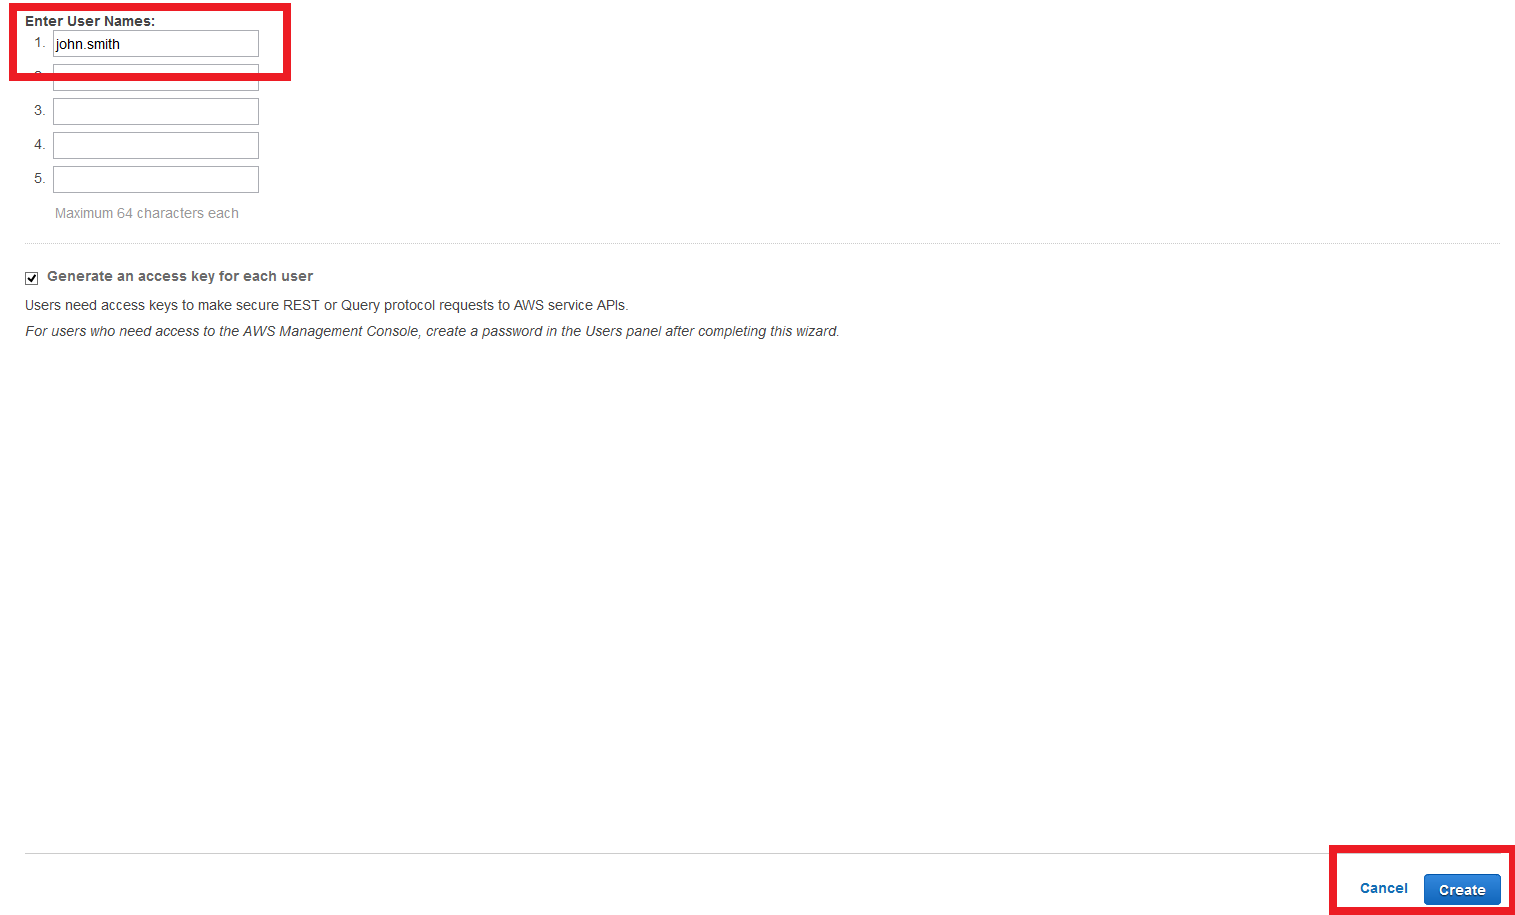 Enter User Names:
1. john.smith
3.
4.
5.
Maximum 64 characters each
Generate an access key for each user
Users need access keys to make secure REST or Query protocol requests to AWS service APIs.
For users who need access to the AWS Management Console, create a password in the Users panel after completing this wizard.
Cancel Create